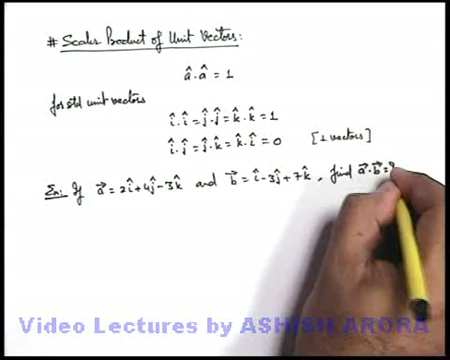 # Scalar Product of Unit Vectors:
â·â = 1
for std unit vectors
î·î = ĵ·ĵ = k̂·k̂ = 1
î·ĵ = ĵ·k̂ = k̂·î = 0 [⊥ vectors]
Ex: If a⃗ = 2î+4ĵ-3k̂ and b⃗ = î-3ĵ+7k̂, find a⃗·b⃗=?
Video Lectures by ASHISH ARORA